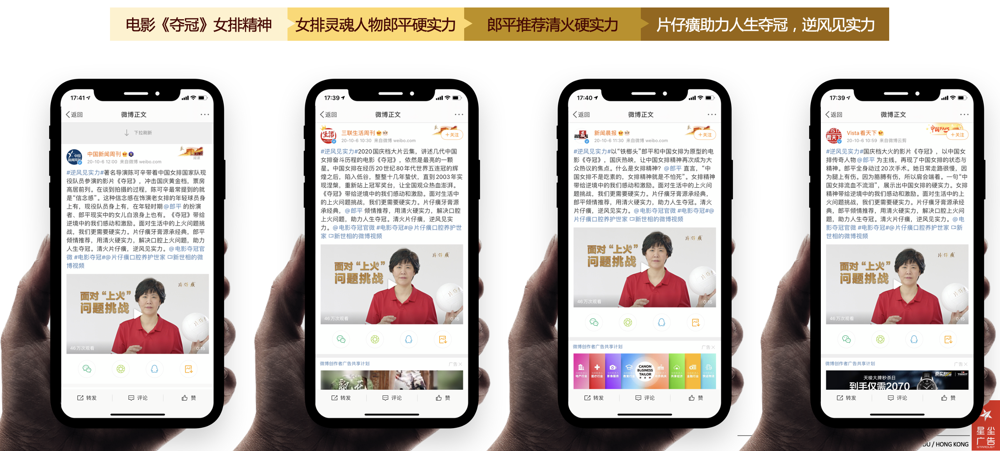 电影《夺冠》女排精神
女排灵魂人物郎平硬实力
郎平推荐清火硬实力
片仔癀助力人生夺冠，逆风见实力
17:41
返回
微博正文
下拉刷新
中国新闻周刊
20-10-6 12:00 来自微博 weibo.com
阅读
#逆风见实力#著名导演陈可辛带着中国女排国家队现
役队员参演的影片《夺冠》，冲击国庆黄金档，票房
高居前列。在谈到拍摄的过程，陈可辛最常提到的就
是“信念感”。这种信念感在饰演老女排的年轻球员身
上有，现役队员身上有，在年轻时期@郎平 的扮演
者、郎平现实中的女儿白浪身上也有。《夺冠》带给
逆境中的我们感动和激励。面对生活中的上火问题挑
战，我们更需要硬实力。片仔癀牙膏源承经典，郎平
倾情推荐，用清火硬实力，解决口腔上火问题，助力
人生夺冠。清火片仔癀，逆风见实力。@电影夺冠官
微 #电影夺冠#@片仔癀口腔养护世家 新世相的微
博视频
片仔癀
面对“上火”
问题挑战
片仔癀
46万次观看
0:15
转发
评论
赞
17:39
返回
微博正文
生活
三联生活周刊
20-10-6 10:30 来自微博 weibo.com
+关注
#逆风见实力#2020国庆档大片云集，讲述几代中国
女排奋斗历程的电影《夺冠》，依然是最亮的一颗
星。中国女排在经历20世纪80年代世界五连冠的辉
煌之后，陷入低谷，整整十几年蛰伏，直到2003年实
现涅槃，重新站上冠军奖台，让全国观众热血澎湃。
《夺冠》带给逆境中的我们感动和激励。面对生活中
的上火问题挑战，我们更需要硬实力。片仔癀牙膏源
承经典，@郎平 倾情推荐，用清火硬实力，解决口腔
上火问题，助力人生夺冠。清火片仔癀，逆风见实
力。@电影夺冠官微 #电影夺冠#@片仔癀口腔养护世
家 新世相的微博视频
片仔癀
面对“上火”
问题挑战
片仔癀
46万次观看
0:15
微博创作者广告共享计划
广告
转发
评论
赞
17:40
返回
微博正文
新闻晨报
20-10-6 11:30 来自微博 weibo.com
+关注
#逆风见实力#以“铁榔头”郎平和中国女排为原型的电
影《夺冠》，国庆热映，让中国女排精神再次成为大
众热议的焦点。什么是女排精神？@郎平 直言，“中
国女排不是吃素的，女排精神就是不怕死”。女排精神
带给逆境中的我们感动和激励。面对生活中的上火问
题挑战，我们更需要硬实力。片仔癀牙膏源承经典，
郎平倾情推荐，用清火硬实力，助力人生夺冠。清火
片仔癀，逆风见实力。@电影夺冠官微 #电影夺冠#@
片仔癀口腔养护世家 新世相的微博视频
片仔癀
面对“上火”
问题挑战
片仔癀
46万次观看
0:15
微博创作者广告共享计划
广告
CANON
BUSINESS
TAILOR
地产行业 医疗行业 影像服务 教育行业 政务机关 共享经济 金融行业 快运物流
转发
评论
赞
17:39
返回
微博正文
VISTA
看天下
Vista看天下
20-10-6 10:59 来自微博云剪
中国FANS
+关注
#逆风见实力#国庆档大火的影片《夺冠》，以中国女
排传奇人物@郎平 为主线，再现了中国女排的状态与
精神。郎平全身动过20次手术。她日常走路很慢，因
为腿上有伤。因为胳膊有伤，所以肩会端着。一句“中
国女排流血不流泪”，展示出中国女排的硬实力。女排
精神带给逆境中的我们感动和激励。面对生活中的上
火问题挑战，我们更需要硬实力。片仔癀牙膏源承经
典，郎平倾情推荐，用清火硬实力，解决口腔上火问
题，助力人生夺冠。清火片仔癀，逆风见实力。@电
影夺冠官微 #电影夺冠#@片仔癀口腔养护世家 新
世相的微博视频
片仔癀
面对“上火”
问题挑战
片仔癀
46万次观看
0:15
微博创作者广告共享计划
广告
天梭大牌秒杀日
京东秒杀
TISSOT
到手仅需2070
转发
评论
赞
DU / HONG KONG
星尘
广告
STARDUST